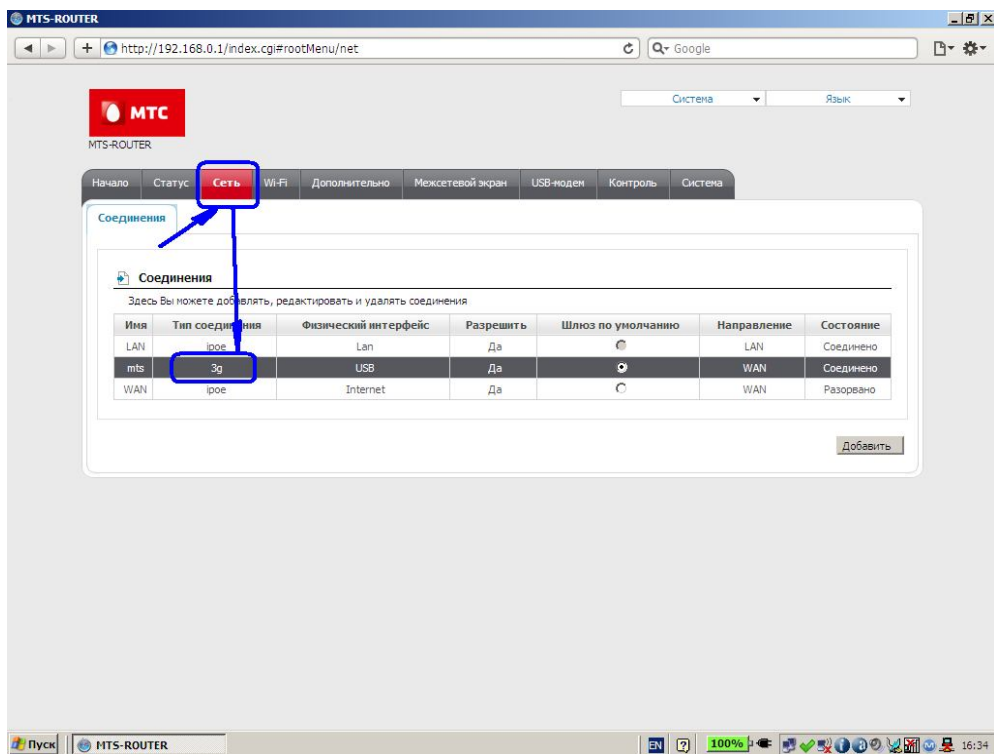 MTS-ROUTER
http://192.168.0.1/index.cgi#rootMenu/net
Google
МТС
MTS-ROUTER
Система
Язык
Начало Статус Сеть Wi-Fi Дополнительно Межсетевой экран USB-модем Контроль Система
Соединения
Соединения
Здесь Вы можете добавлять, редактировать и удалять соединения
Имя Тип соединения Физический интерфейс Разрешить Шлюз по умолчанию Направление Состояние
LAN ipoe Lan Да LAN Соединено
mts 3g USB Да WAN Соединено
WAN ipoe Internet Да WAN Разорвано
Добавить
Пуск MTS-ROUTER EN 100% 16:34